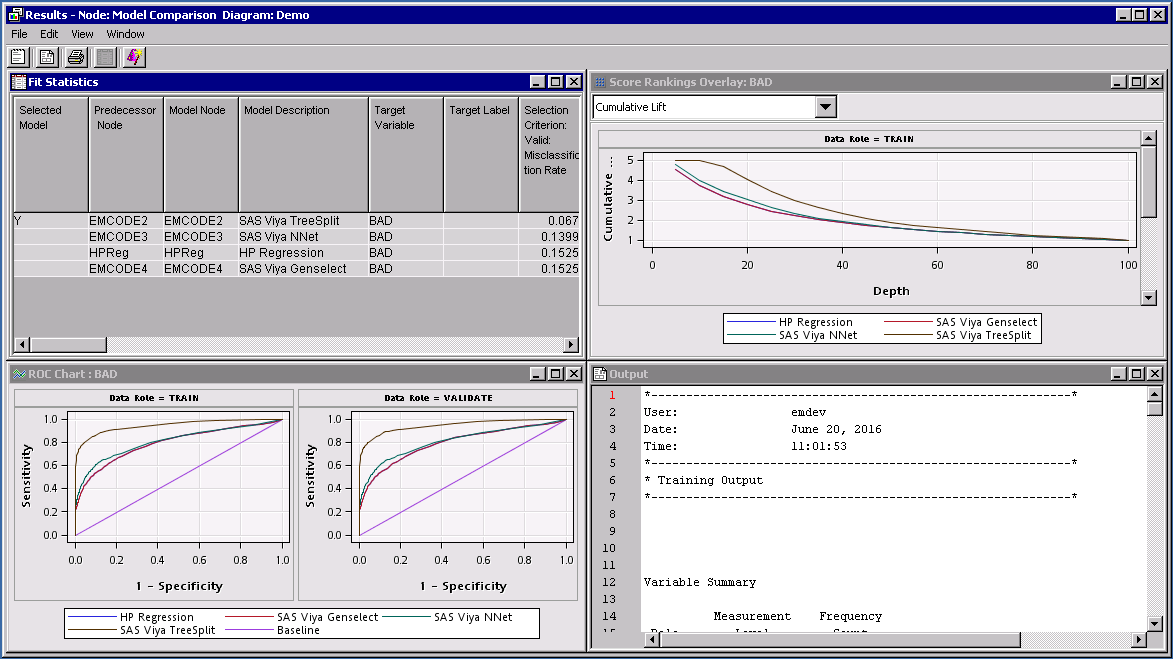 Results - Node: Model Comparison Diagram: Demo
File Edit View Window
Fit Statistics
Selected Model Predecessor Node Model Node Model Description Target Variable Target Label Selection Criterion: Valid: Misclassification Rate
Y EMCODE2 EMCODE2 SAS Viya TreeSplit BAD 0.067
EMCODE3 EMCODE3 SAS Viya NNet BAD 0.1399
HPReg HPReg HP Regression BAD 0.1525
EMCODE4 EMCODE4 SAS Viya Genselect BAD 0.1525
Score Rankings Overlay: BAD
Cumulative Lift
Data Role = TRAIN
Cumulative ...
5
4
3
2
1
0 20 40 60 80 100
Depth
HP Regression SAS Viya Genselect
SAS Viya NNet SAS Viya TreeSplit
ROC Chart : BAD
Data Role = TRAIN
Sensitivity
1.0
0.8
0.6
0.4
0.2
0.0
0.0 0.2 0.4 0.6 0.8 1.0
1 - Specificity
Data Role = VALIDATE
Sensitivity
1.0
0.8
0.6
0.4
0.2
0.0
0.0 0.2 0.4 0.6 0.8 1.0
1 - Specificity
HP Regression SAS Viya Genselect SAS Viya NNet
SAS Viya TreeSplit Baseline
Output
1 *------------------------------------------------------------*
2 User: emdev
3 Date: June 20, 2016
4 Time: 11:01:53
5 *------------------------------------------------------------*
6 * Training Output
7 *------------------------------------------------------------*
8
9
10
11
12 Variable Summary
13
14 Measurement Frequency
15 Role Level Count